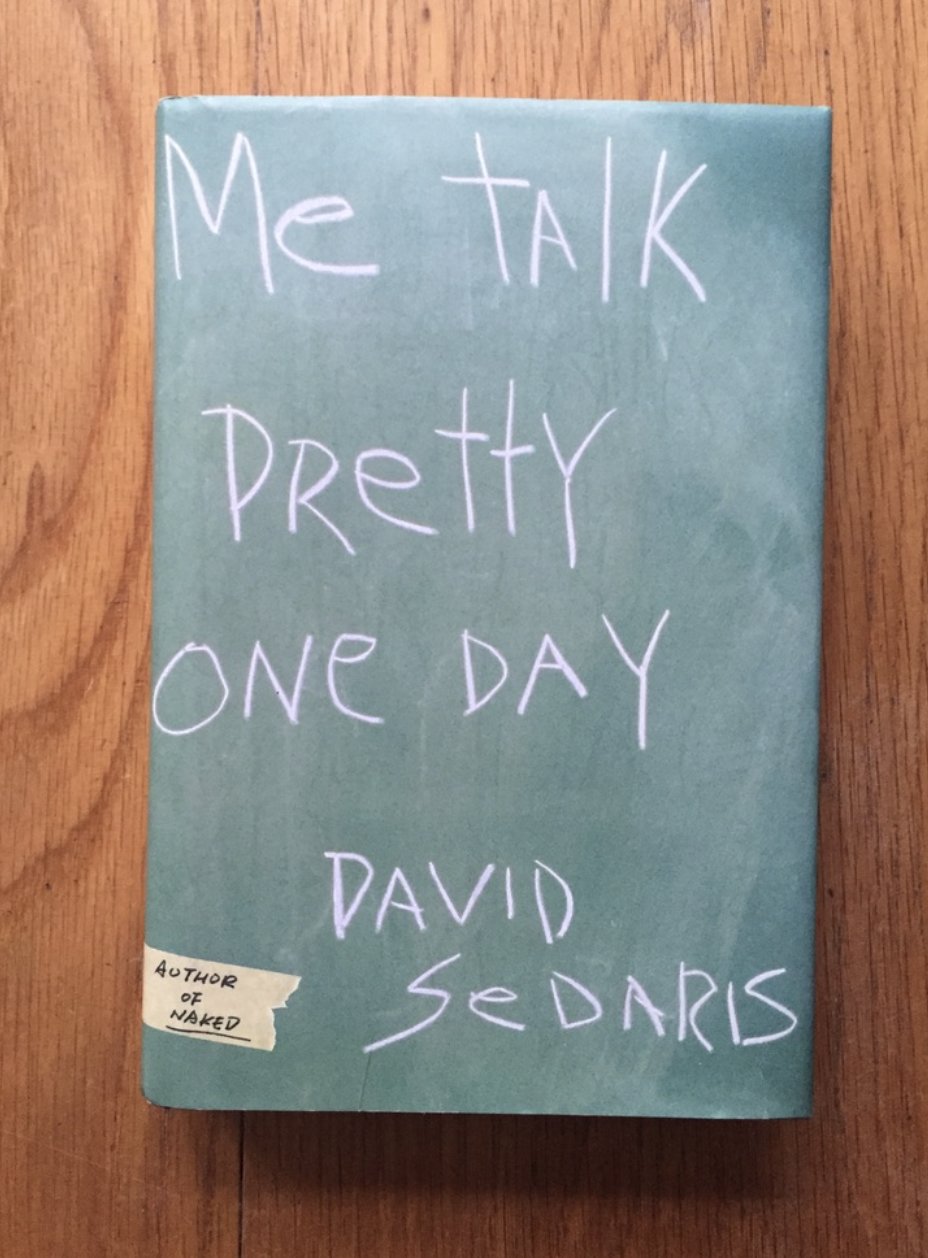 Me tAlK
PRettY
ONe DAY
DAVID
SeDARIS
AUTHOR
OF
NAKED